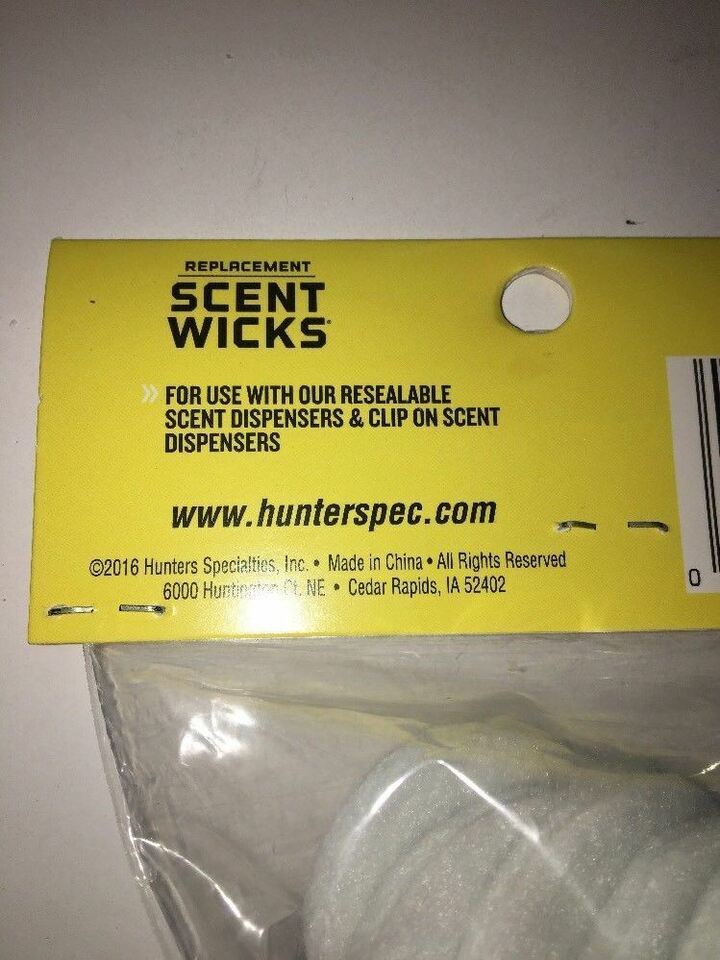 REPLACEMENT
SCENT
WICKS
» FOR USE WITH OUR RESEALABLE
SCENT DISPENSERS & CLIP ON SCENT
DISPENSERS
www.hunterspec.com
©2016 Hunters Specialties, Inc. • Made in China • All Rights Reserved
6000 Ct. NE • Cedar Rapids, IA 52402
0